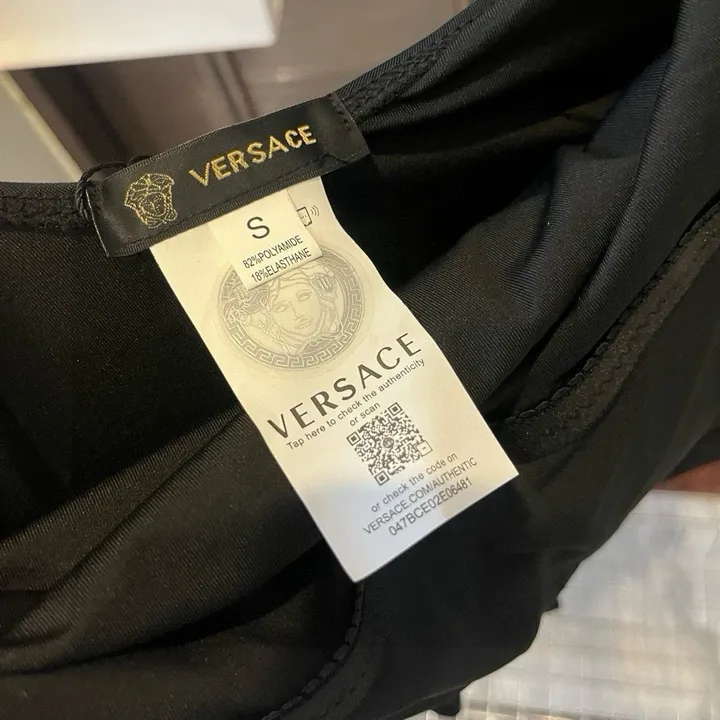 VERSACE
S
82%POLYAMIDE
18%ELASTHANE
VERSACE
Tap here to check the authenticity
or scan
or check the code on
VERSACE.COM/AUTHENTIC
047BCE02E06481